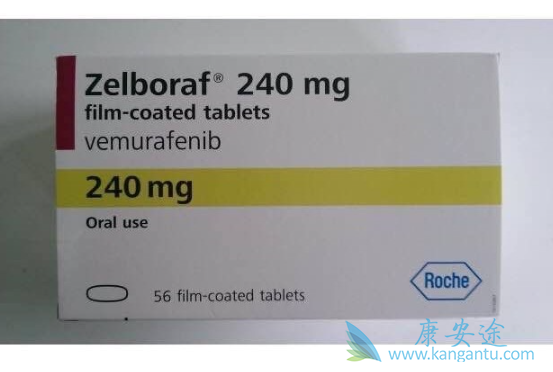 Zelboraf® 240 mg
film-coated tablets
vemurafenib
240 mg
Oral use
Roche
56 film-coated tablets
康安途
www.kangantu.com